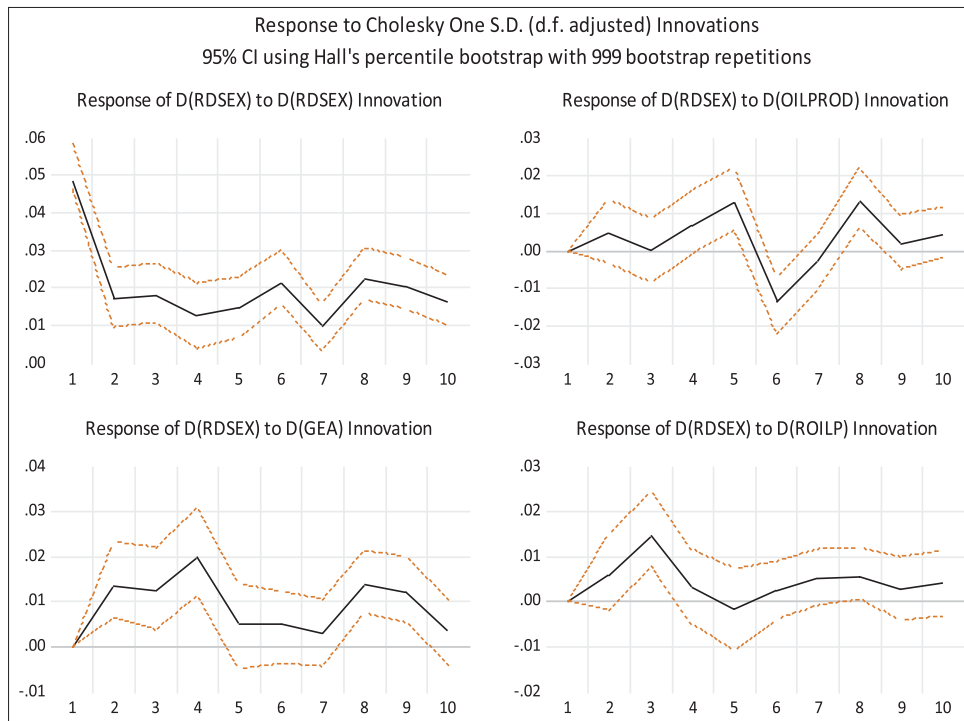 Response to Cholesky One S.D. (d.f. adjusted) Innovations
95% CI using Hall's percentile bootstrap with 999 bootstrap repetitions
Response of D(RDSEX) to D(RDSEX) Innovation
.06
.05
.04
.03
.02
.01
.00
1 2 3 4 5 6 7 8 9 10
Response of D(RDSEX) to D(OILPROD) Innovation
.03
.02
.01
.00
-.01
-.02
-.03
1 2 3 4 5 6 7 8 9 10
Response of D(RDSEX) to D(GEA) Innovation
.04
.03
.02
.01
.00
-.01
1 2 3 4 5 6 7 8 9 10
Response of D(RDSEX) to D(ROILP) Innovation
.03
.02
.01
.00
-.01
-.02
1 2 3 4 5 6 7 8 9 10